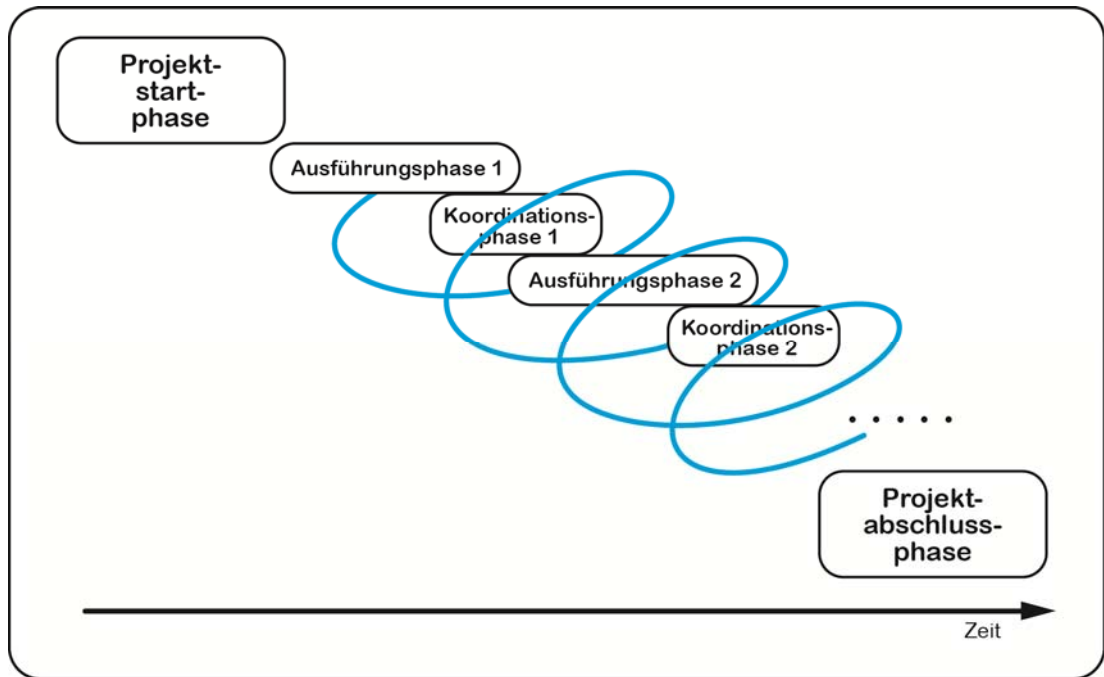 Projekt-
start-
phase
Ausführungsphase 1
Koordinations-
phase 1
Ausführungsphase 2
Koordinations-
phase 2
. . . . .
Projekt-
abschluss-
phase
Zeit